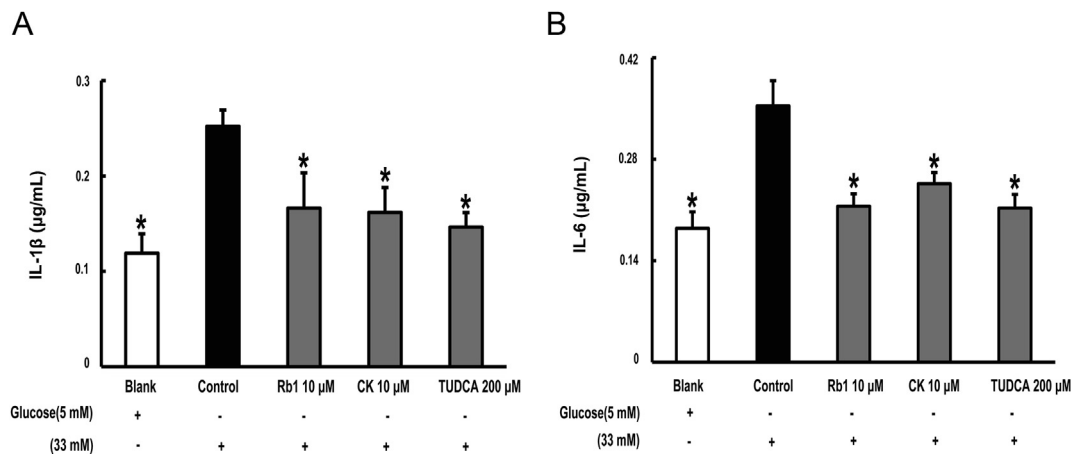 A
IL-1β (µg/mL)
0.3
0.2
0.1
0
* * * *
Blank Control Rb1 10 µM CK 10 µM TUDCA 200 µM
Glucose(5 mM) + - - - -
(33 mM) - + + + +
B
IL-6 (µg/mL)
0.42
0.28
0.14
0
* * * *
Blank Control Rb1 10 µM CK 10 µM TUDCA 200 µM
Glucose(5 mM) + - - - -
(33 mM) - + + + +